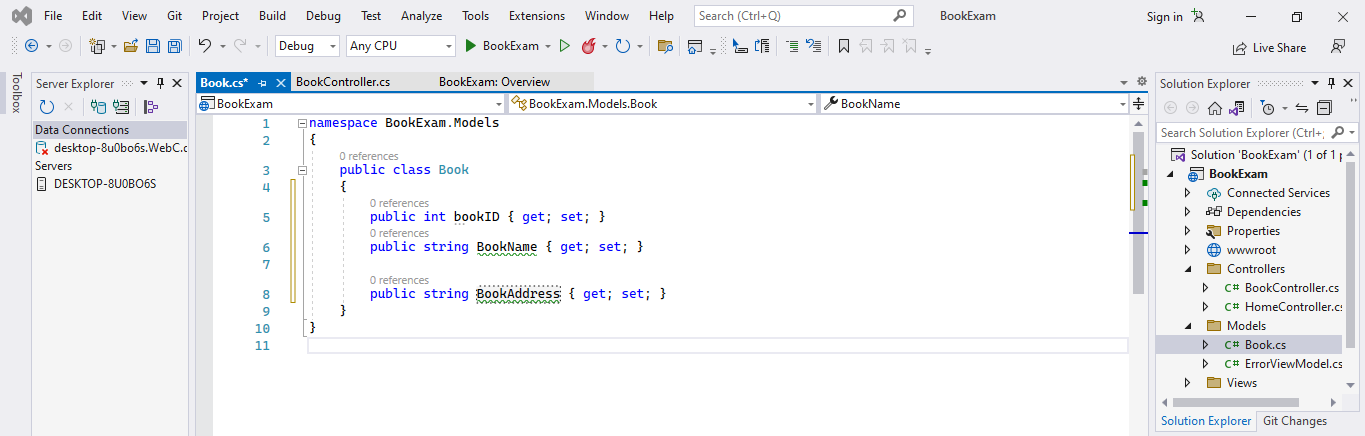 File Edit View Git Project Build Debug Test Analyze Tools Extensions Window Help Search (Ctrl+Q) BookExam Sign in
Debug Any CPU BookExam Live Share
Toolbox
Server Explorer
Data Connections
desktop-8u0bo6s.WebC.d
Servers
DESKTOP-8U0BO6S
Book.cs* BookController.cs BookExam: Overview
BookExam BookExam.Models.Book BookName
1 namespace BookExam.Models
2 {
0 references
3 public class Book
4 {
0 references
5 public int bookID { get; set; }
0 references
6 public string BookName { get; set; }
7
0 references
8 public string BookAddress { get; set; }
9 }
10 }
11
Solution Explorer
Search Solution Explorer (Ctrl+;
Solution 'BookExam' (1 of 1 p
BookExam
Connected Services
Dependencies
Properties
wwwroot
Controllers
C# BookController.cs
C# HomeController.cs
Models
C# Book.cs
C# ErrorViewModel.cs
Views
Solution Explorer Git Changes